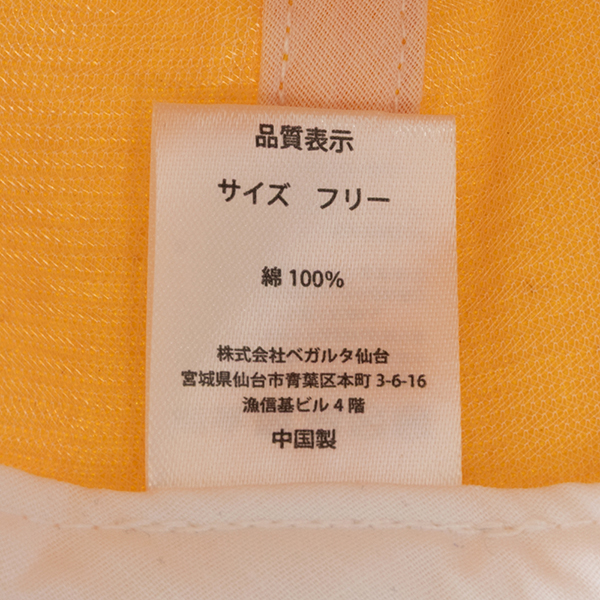 品質表示
サイズ　フリー
綿 100%
株式会社ベガルタ仙台
宮城県仙台市青葉区本町 3-6-16
漁信基ビル 4 階
中国製